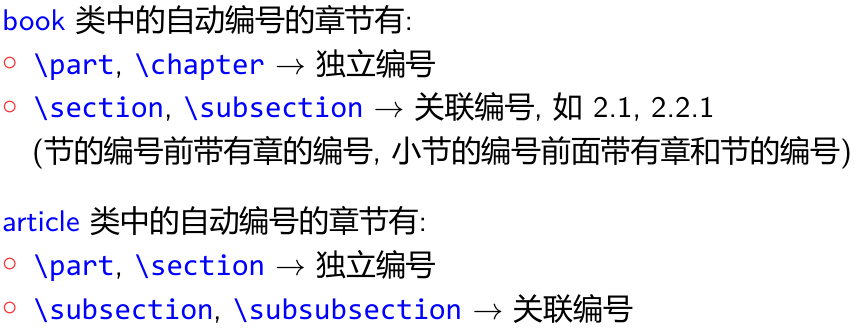 book 类中的自动编号的章节有:
○ \part, \chapter → 独立编号
○ \section, \subsection → 关联编号, 如 2.1, 2.2.1
(节的编号前带有章的编号, 小节的编号前面带有章和节的编号)
article 类中的自动编号的章节有:
○ \part, \section → 独立编号
○ \subsection, \subsubsection → 关联编号